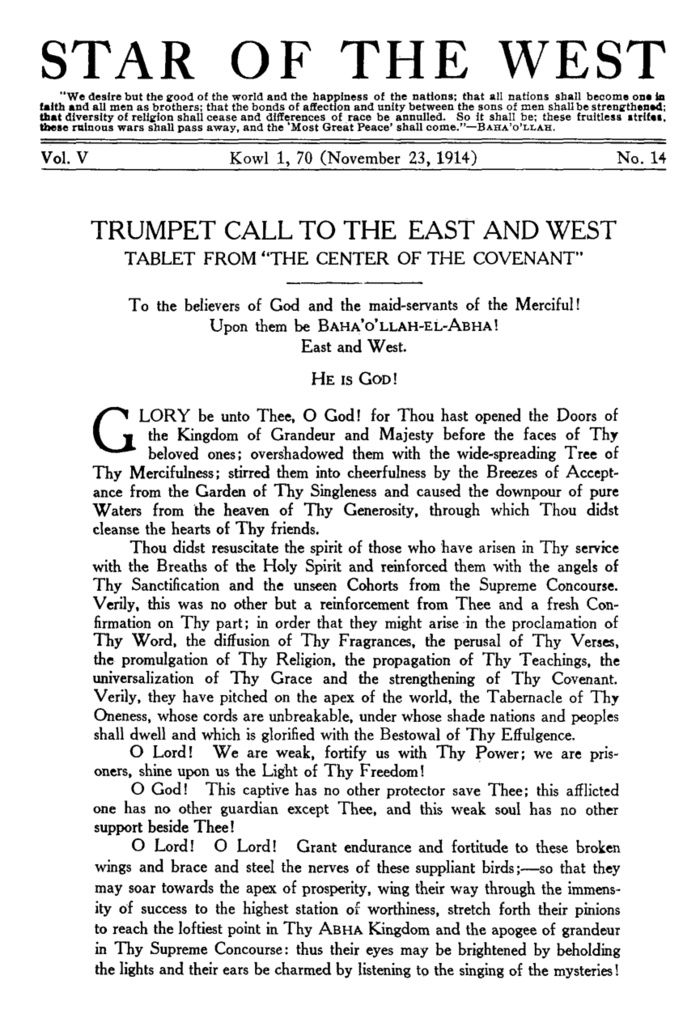 STAR OF THE WEST
"We desire but the good of the world and the happiness of the nations; that all nations shall become one in
faith and all men as brothers; that the bonds of affection and unity between the sons of men shall be strengthened;
that diversity of religion shall cease and differences of race be annulled. So it shall be; these fruitless strifes,
these ruinous wars shall pass away, and the 'Most Great Peace' shall come."—BAHA'O'LLAH.
Vol. V Kowl 1, 70 (November 23, 1914) No. 14
TRUMPET CALL TO THE EAST AND WEST
TABLET FROM "THE CENTER OF THE COVENANT"
To the believers of God and the maid-servants of the Merciful!
Upon them be BAHA'O'LLAH-EL-ABHA!
East and West.
HE IS GOD!
GLORY be unto Thee, O God! for Thou hast opened the Doors of
the Kingdom of Grandeur and Majesty before the faces of Thy
beloved ones; overshadowed them with the wide-spreading Tree of
Thy Mercifulness; stirred them into cheerfulness by the Breezes of Accept-
ance from the Garden of Thy Singleness and caused the downpour of pure
Waters from the heaven of Thy Generosity, through which Thou didst
cleanse the hearts of Thy friends.
Thou didst resuscitate the spirit of those who have arisen in Thy service
with the Breaths of the Holy Spirit and reinforced them with the angels of
Thy Sanctification and the unseen Cohorts from the Supreme Concourse.
Verily, this was no other but a reinforcement from Thee and a fresh Con-
firmation on Thy part; in order that they might arise in the proclamation of
Thy Word, the diffusion of Thy Fragrances, the perusal of Thy Verses,
the promulgation of Thy Religion, the propagation of Thy Teachings, the
universalization of Thy Grace and the strengthening of Thy Covenant.
Verily, they have pitched on the apex of the world, the Tabernacle of Thy
Oneness, whose cords are unbreakable, under whose shade nations and peoples
shall dwell and which is glorified with the Bestowal of Thy Effulgence.
O Lord! We are weak, fortify us with Thy Power; we are pris-
oners, shine upon us the Light of Thy Freedom!
O God! This captive has no other protector save Thee; this afflicted
one has no other guardian except Thee, and this weak soul has no other
support beside Thee!
O Lord! O Lord! Grant endurance and fortitude to these broken
wings and brace and steel the nerves of these suppliant birds;—so that they
may soar towards the apex of prosperity, wing their way through the immens-
ity of success to the highest station of worthiness, stretch forth their pinions
to reach the loftiest point in Thy ABHA Kingdom and the apogee of grandeur
in Thy Supreme Concourse: thus their eyes may be brightened by beholding
the lights and their ears be charmed by listening to the singing of the mysteries!